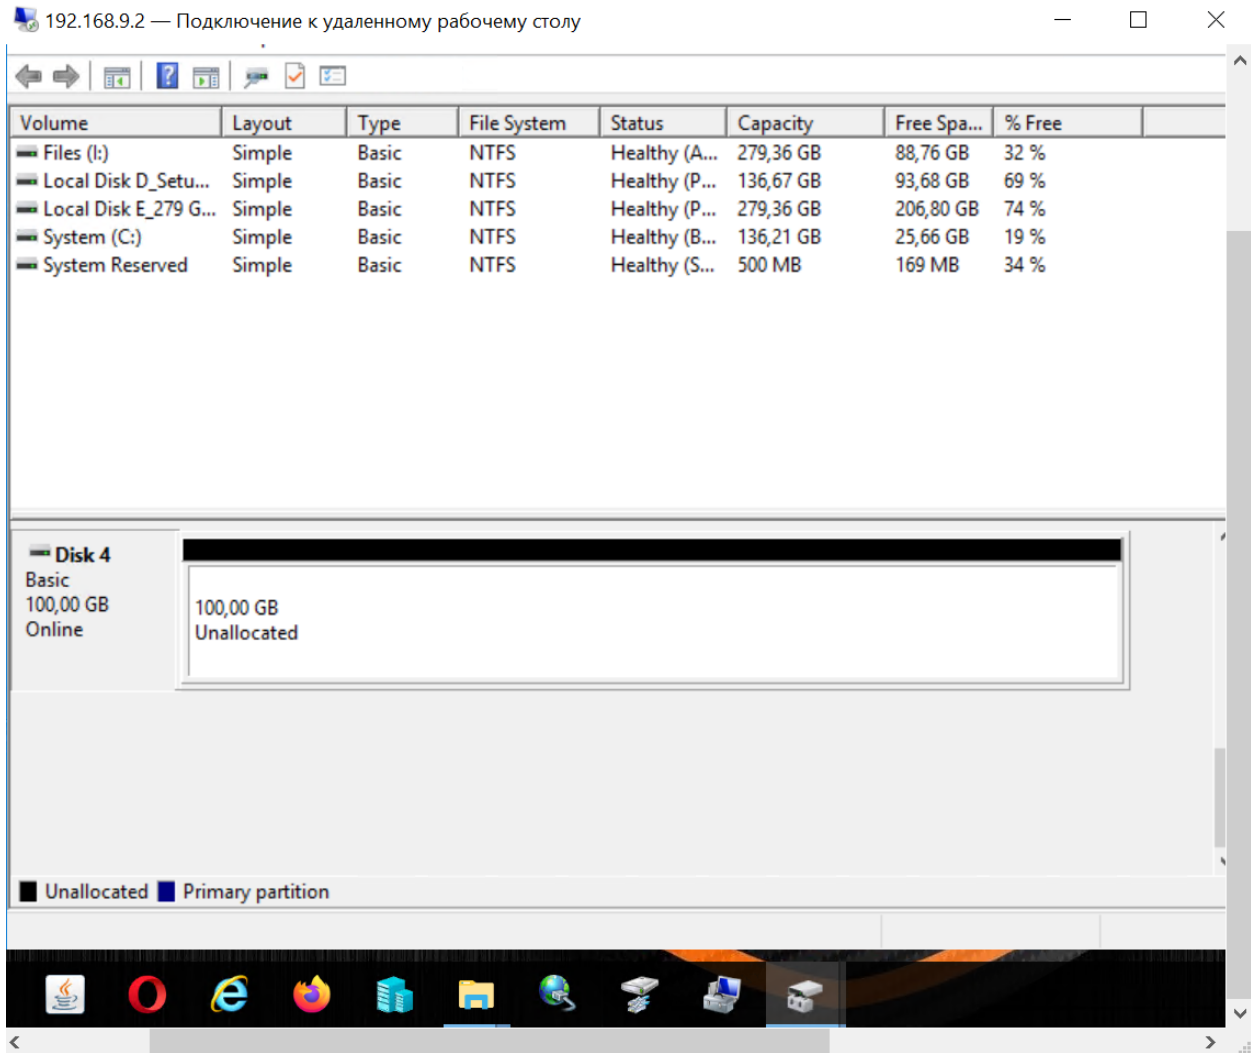 192.168.9.2 — Подключение к удаленному рабочему столу
Volume Layout Type File System Status Capacity Free Spa... % Free
Files (I:) Simple Basic NTFS Healthy (A... 279,36 GB 88,76 GB 32 %
Local Disk D_Setu... Simple Basic NTFS Healthy (P... 136,67 GB 93,68 GB 69 %
Local Disk E_279 G... Simple Basic NTFS Healthy (P... 279,36 GB 206,80 GB 74 %
System (C:) Simple Basic NTFS Healthy (B... 136,21 GB 25,66 GB 19 %
System Reserved Simple Basic NTFS Healthy (S... 500 MB 169 MB 34 %
Disk 4
Basic
100,00 GB
Online
100,00 GB
Unallocated
Unallocated Primary partition